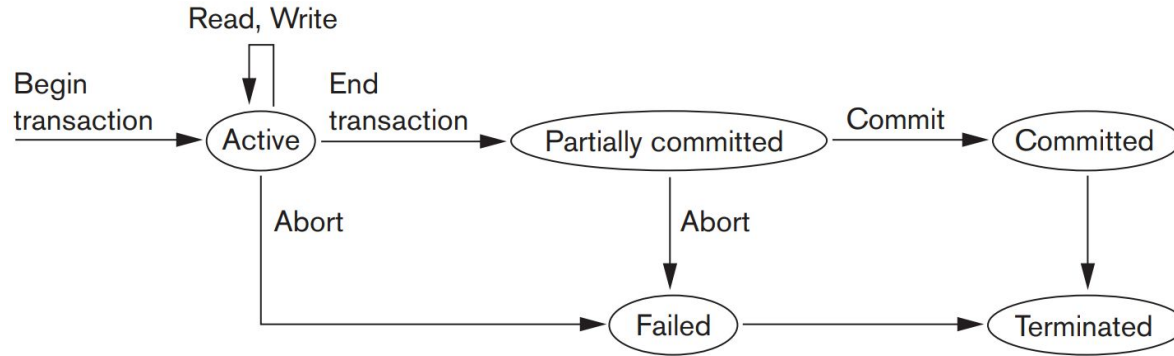 Read, Write
Begin
transaction
Active
End
transaction
Partially committed
Commit
Committed
Abort
Abort
Failed
Terminated